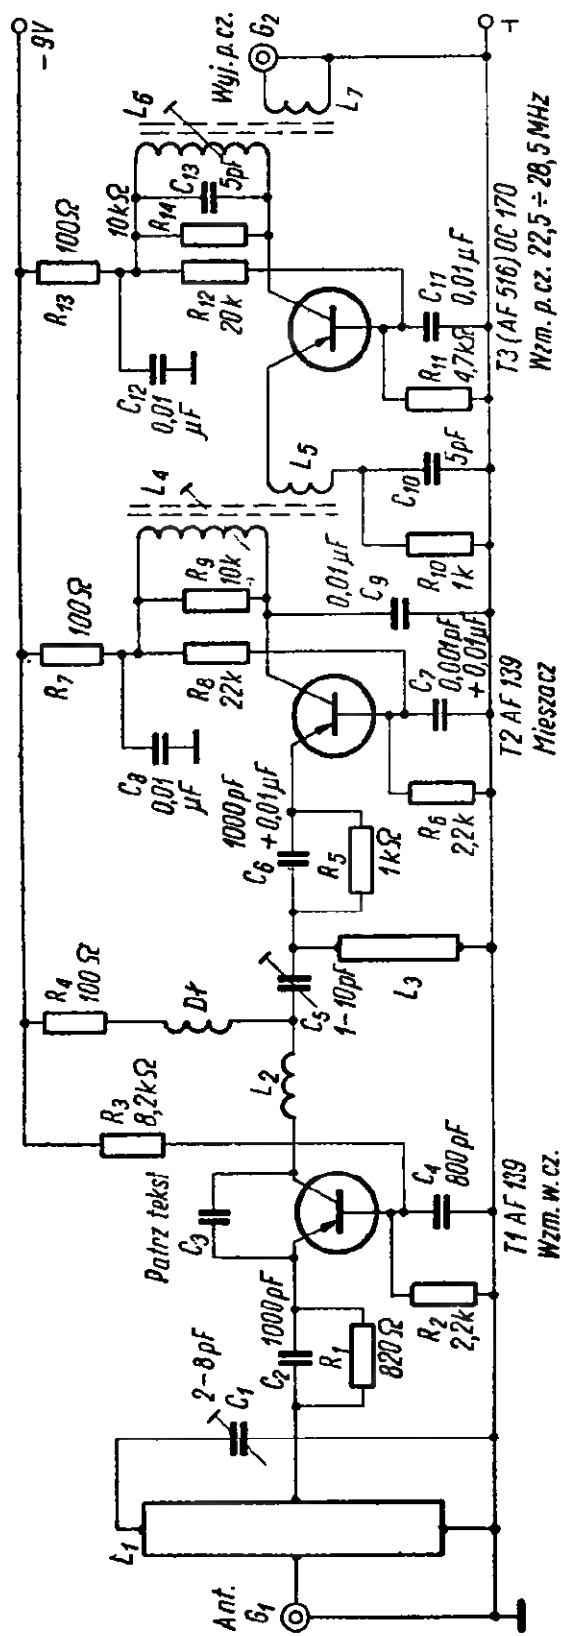 Ant.
G1
L1
2-8pF
C1
1000pF
C2
R1
820Ω
Patrz tekst
C3
R2
2,2k
C4
800pF
T1 AF 139
Wzm. w.cz.
R3
8,2kΩ
L2
R4
100Ω
Dł
C5
1-10pF
L3
1000pF
+0,01µF
C6
R5
1kΩ
R6
2,2k
C7
0,001pF
+0,01µF
T2 AF 139
Mieszacz
R7
100Ω
C8
0,01
µF
R8
22k
R9
10k
L4
0,01µF
C9
R10
1k
C10
5pF
L5
R11
4,7kΩ
C11
0,01µF
T3 (AF 516) OC 170
Wzm. p.cz. 22,5÷28,5MHz
C12
0,01
µF
R13
100Ω
R12
20k
R14
10kΩ
C13
5pF
L6
Wyj. p.cz.
G2
L7
-9V
+